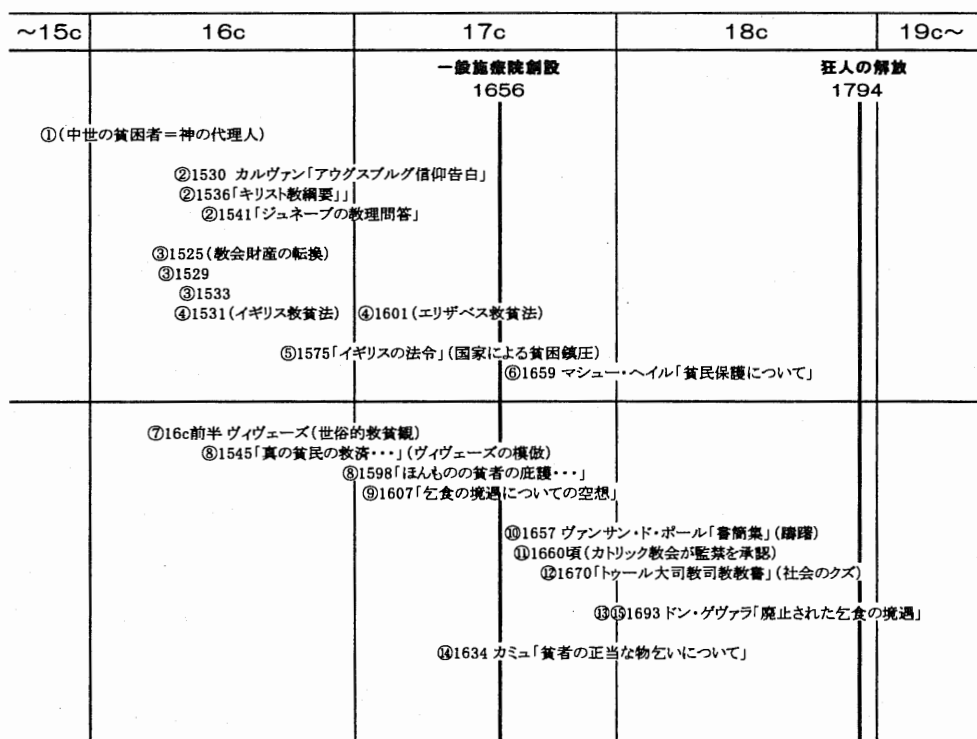 ～15c 16c 17c 18c 19c～
一般施療院創設 狂人の解放
1656 1794
①(中世の貧困者＝神の代理人)
②1530 カルヴァン「アウグスブルグ信仰告白」
②1536「キリスト教綱要」」
②1541「ジュネーブの教理問答」
③1525(教会財産の転換)
③1529
③1533
④1531(イギリス救貧法) ④1601(エリザベス救貧法)
⑤1575「イギリスの法令」(国家による貧困鎮圧)
⑥1659 マシュー・ヘイル「貧民保護について」
⑦16c前半 ヴィヴェーズ(世俗的救貧観)
⑧1545「真の貧民の救済・・・」(ヴィヴェーズの模倣)
⑧1598「ほんものの貧者の庇護・・・」
⑨1607「乞食の境遇についての空想」
⑩1657 ヴァンサン・ド・ポール「書簡集」(躊躇)
⑪1660頃(カトリック教会が監禁を承認)
⑫1670「トゥール大司教司教教書」(社会のクズ)
⑬⑮1693 ドン・ゲヴァラ「廃止された乞食の境遇」
⑭1634 カミュ「貧者の正当な物乞いについて」